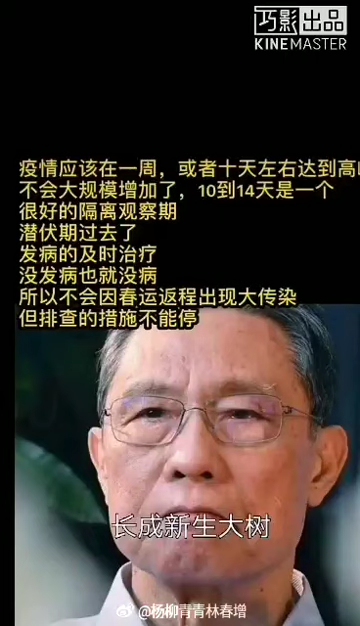 巧影出品
KINEMASTER
疫情应该在一周，或者十天左右达到高
不会大规模增加了，10到14天是一个
很好的隔离观察期
潜伏期过去了
发病的及时治疗
没发病也就没病
所以不会因春运返程出现大传染
但排查的措施不能停
长成新生大树
@杨柳青青林春增